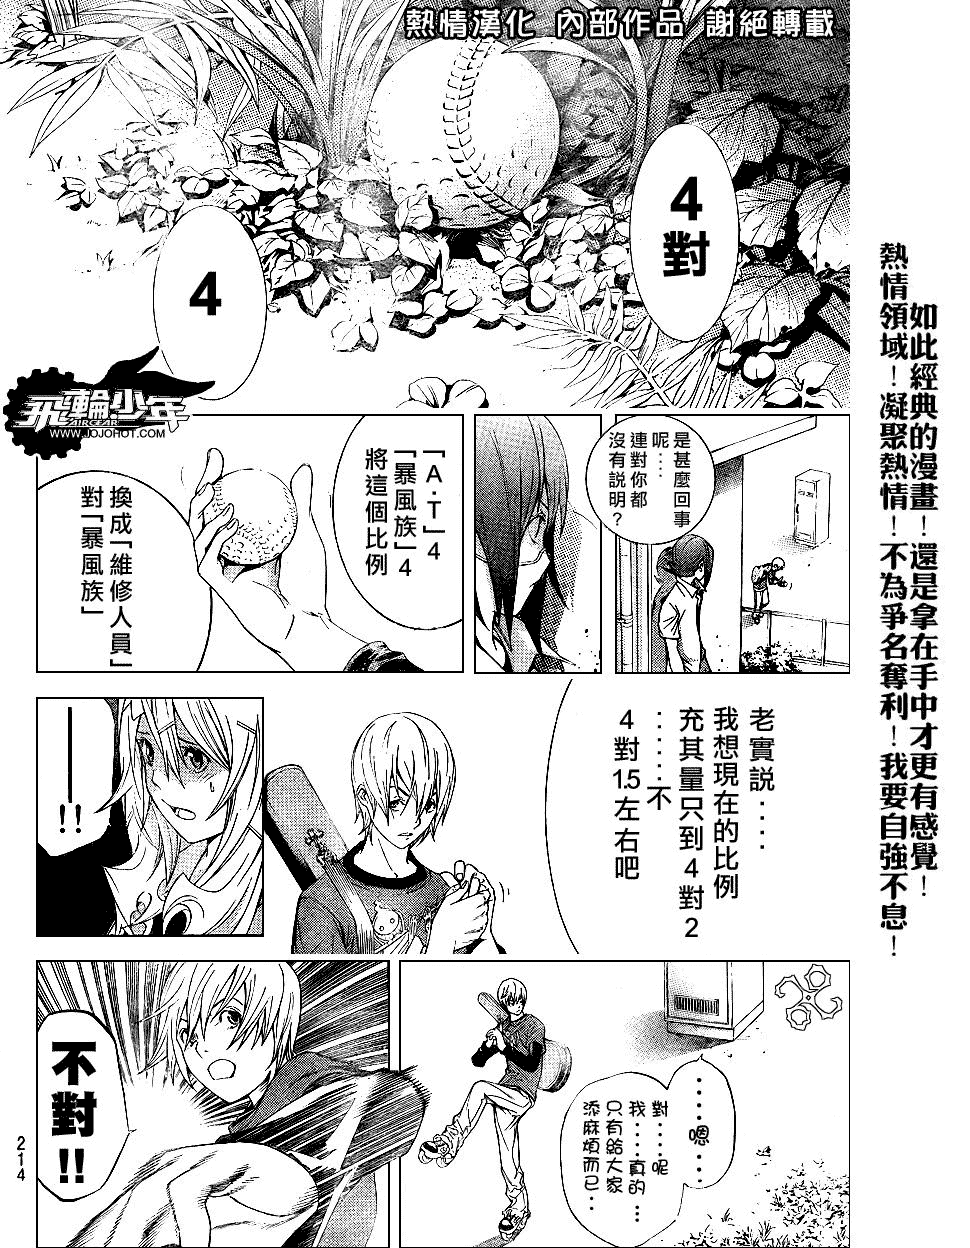 熱情漢化 內部作品 謝絕轉載
4
對
4
飛輪少年
AIRGEAR
WWW.JOJOHOT.COM
如此經典的漫畫！還是拿在手中才更有感覺！
熱情領域！凝聚熱情！不為爭名奪利！我要自強不息！
是甚麼回事
呢‥‥
連對你都
沒有說明？
「A・T」4
「暴風族」4
將這個比例
換成「維修人員」
對「暴風族」
老實說‥‥
我想現在的比例
充其量只到４對２
‥‥‥不
４對1.5左右吧
——!!
‥‥‥嗯‥
對‥‥呢
我‥‥真的
只有給大家
添麻煩而已‥
不對!!
214